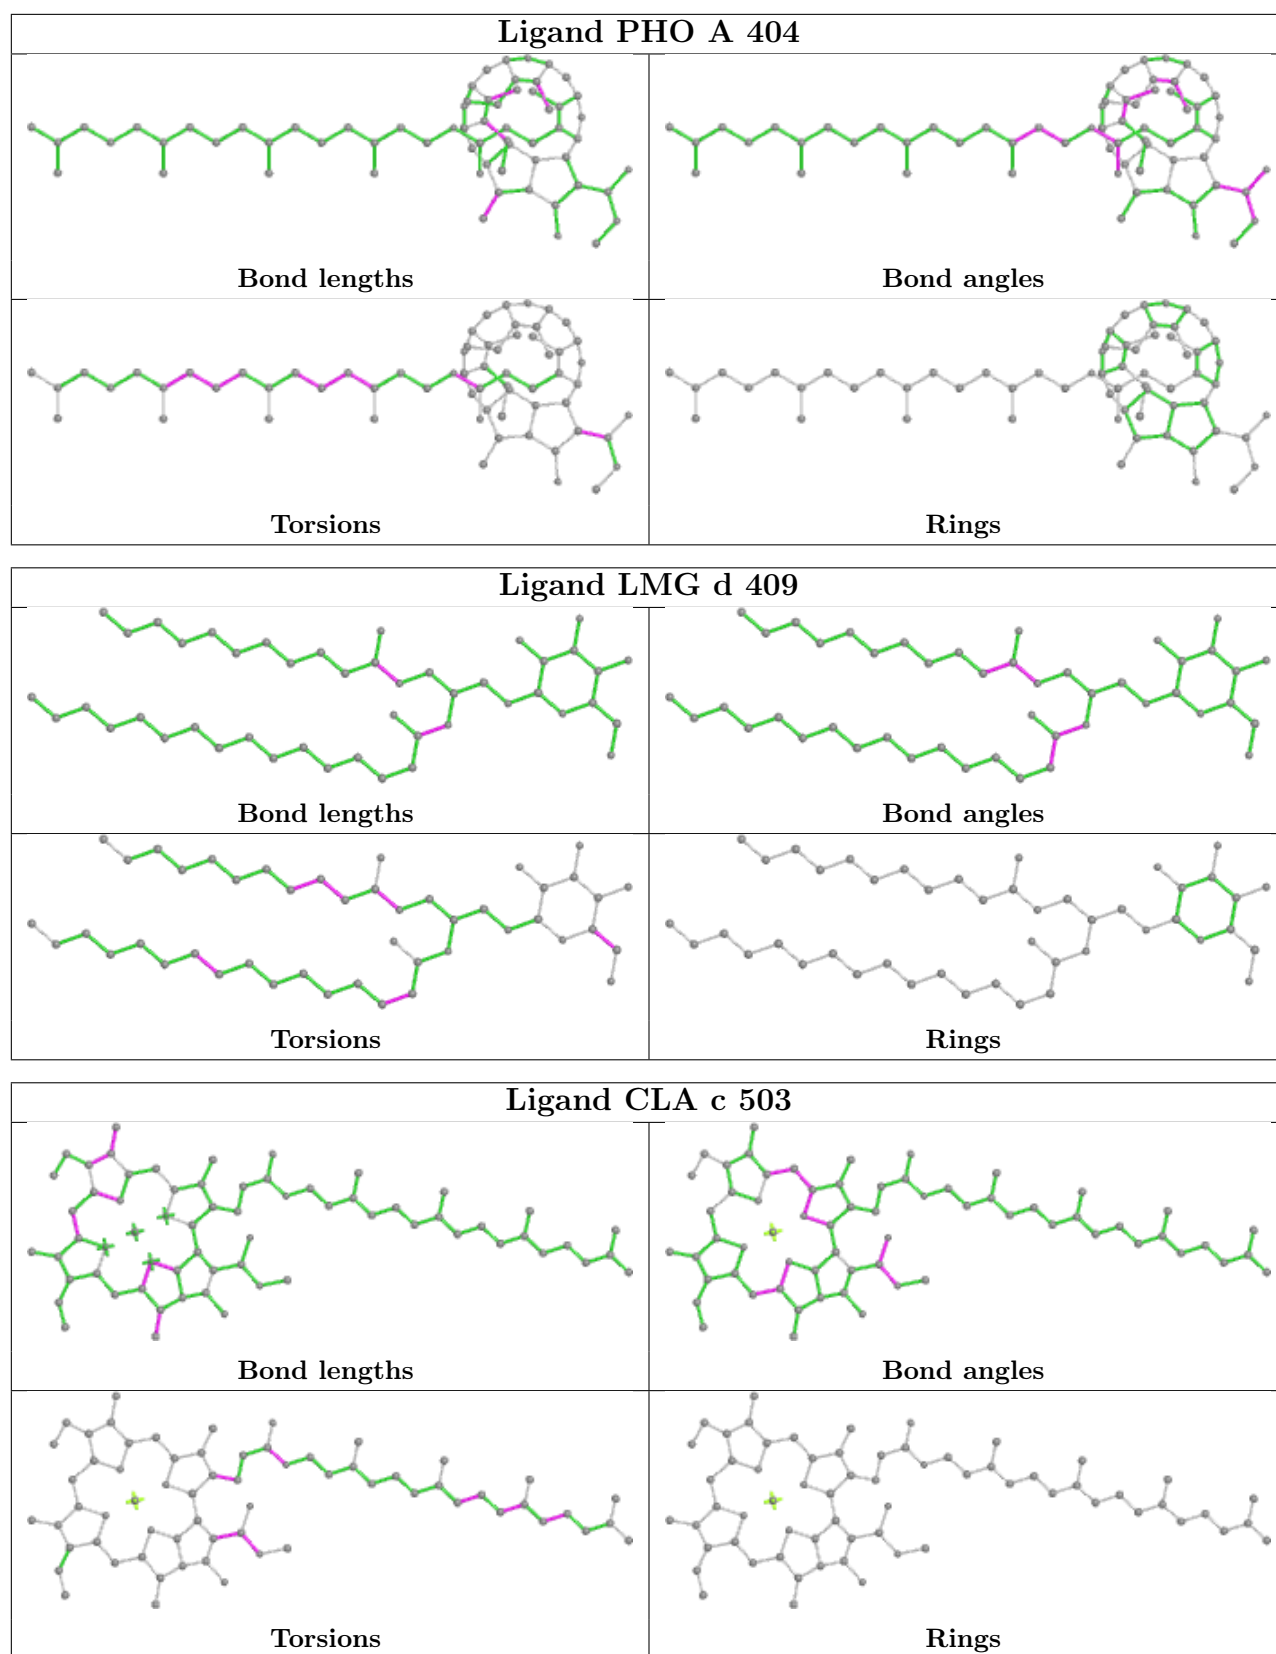 Ligand PHO A 404
Bond lengths
Bond angles
Torsions
Rings
Ligand LMG d 409
Bond lengths
Bond angles
Torsions
Rings
Ligand CLA c 503
Bond lengths
Bond angles
Torsions
Rings